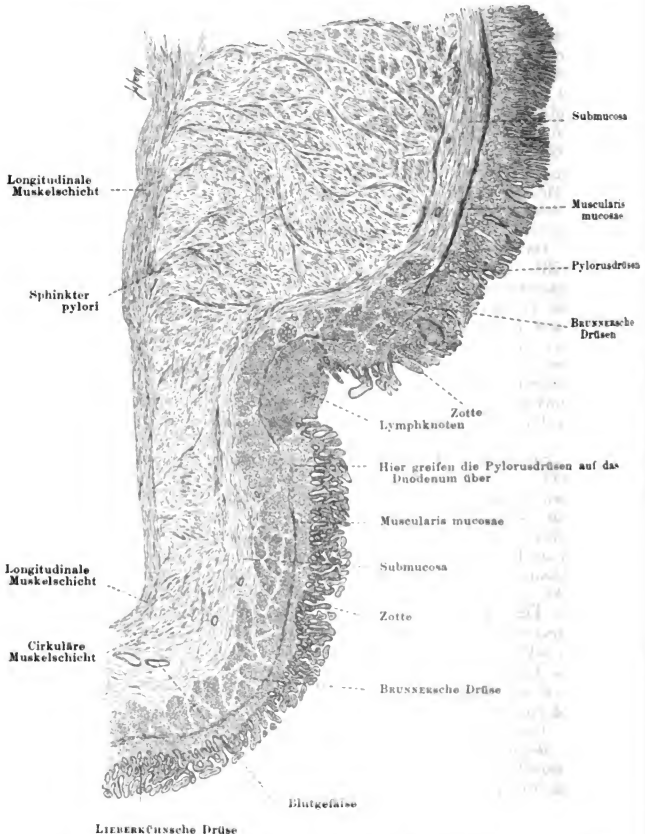 Submucosa
Longitudinale
Muskelschicht
Muscularis
mucosae
Pylorusdrüsen
Sphinkter
pylori
BRUNNERsche
Drüsen
Zotte
Lymphknoten
Hier greifen die Pylorusdrüsen auf das
Duodenum über
Muscularis mucosae
Longitudinale
Muskelschicht
Submucosa
Zotte
Cirkuläre
Muskelschicht
BRUNNERsche Drüse
Blutgefäße
LIEBERKÜHNsche Drüse